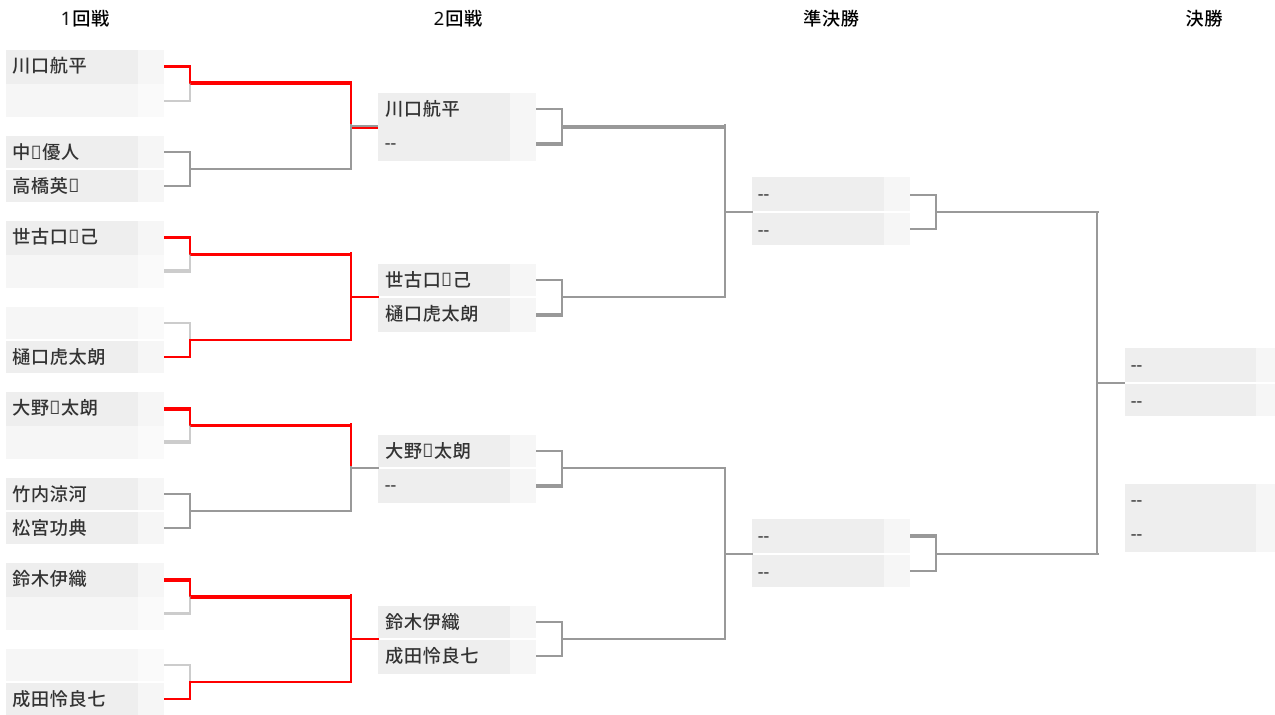 1回戦
2回戦
準決勝
決勝
川口航平
中▯優人
高橋英▯
世古口▯己
樋口虎太朗
大野▯太朗
竹内涼河
松宮功典
鈴木伊織
成田怜良七
川口航平
--
世古口▯己
樋口虎太朗
大野▯太朗
--
鈴木伊織
成田怜良七
--
--
--
--
--
--
--
--